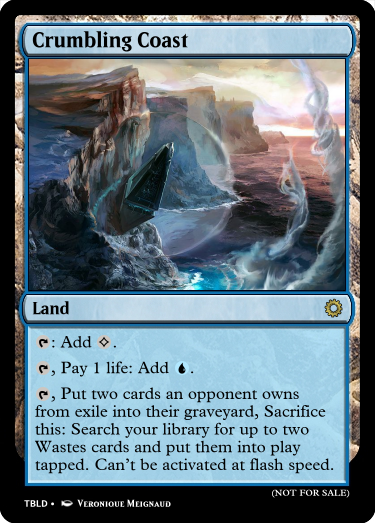 Crumbling Coast
Land
: Add .
, Pay 1 life: Add .
, Put two cards an opponent owns
from exile into their graveyard, Sacrifice
this: Search your library for up to two
Wastes cards and put them into play
tapped. Can't be activated at flash speed.
(NOT FOR SALE)
TBLD • Veronique Meignaud